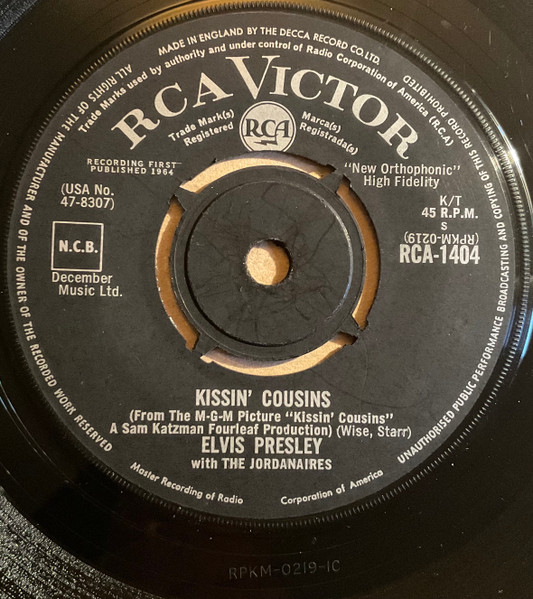 MADE IN ENGLAND BY THE DECCA RECORD CO. LTD.
ALL RIGHTS OF THE MANUFACTURER AND OF THE OWNER OF THE RECORDED WORK RESERVED
UNAUTHORISED PUBLIC PERFORMANCE BROADCASTING AND COPYING OF THIS RECORD PROHIBITED
Trade Marks used by authority and under control of Radio Corporation of America (R.C.A)
RCA VICTOR
Trade Mark(s)
Registered
RCA
Marca(s)
Registrada(s)
RECORDING FIRST
PUBLISHED 1964
"New Orthophonic"
High Fidelity
(USA No.
47-8307)
K/T
45 R.P.M.
S
(RPKM-0219)
RCA-1404
N.C.B.
December
Music Ltd.
KISSIN' COUSINS
(From The M-G-M Picture "Kissin' Cousins"
A Sam Katzman Fourleaf Production) (Wise, Starr)
ELVIS PRESLEY
with THE JORDANAIRES
Master Recording of Radio Corporation of America
RPKM-0219-1C